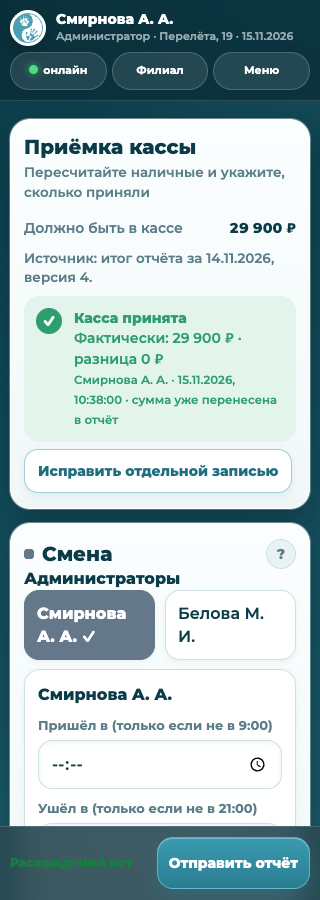 Смирнова А. А.
Администратор · Перелёта, 19 · 15.11.2026
онлайн
Филиал
Меню
Приёмка кассы
Пересчитайте наличные и укажите,
сколько приняли
Должно быть в кассе 29 900 ₽
Источник: итог отчёта за 14.11.2026,
версия 4.
Касса принята
Фактически: 29 900 ₽ ·
разница 0 ₽
Смирнова А. А. · 15.11.2026,
10:38:00 · сумма уже перенесена
в отчёт
Исправить отдельной записью
Смена ?
Администраторы
Смирнова
А. А. ✓
Белова М.
И.
Смирнова А. А.
Пришёл в (только если не в 9:00)
--:--
Ушёл в (только если не в 21:00)
Расхождений нет
Отправить отчёт